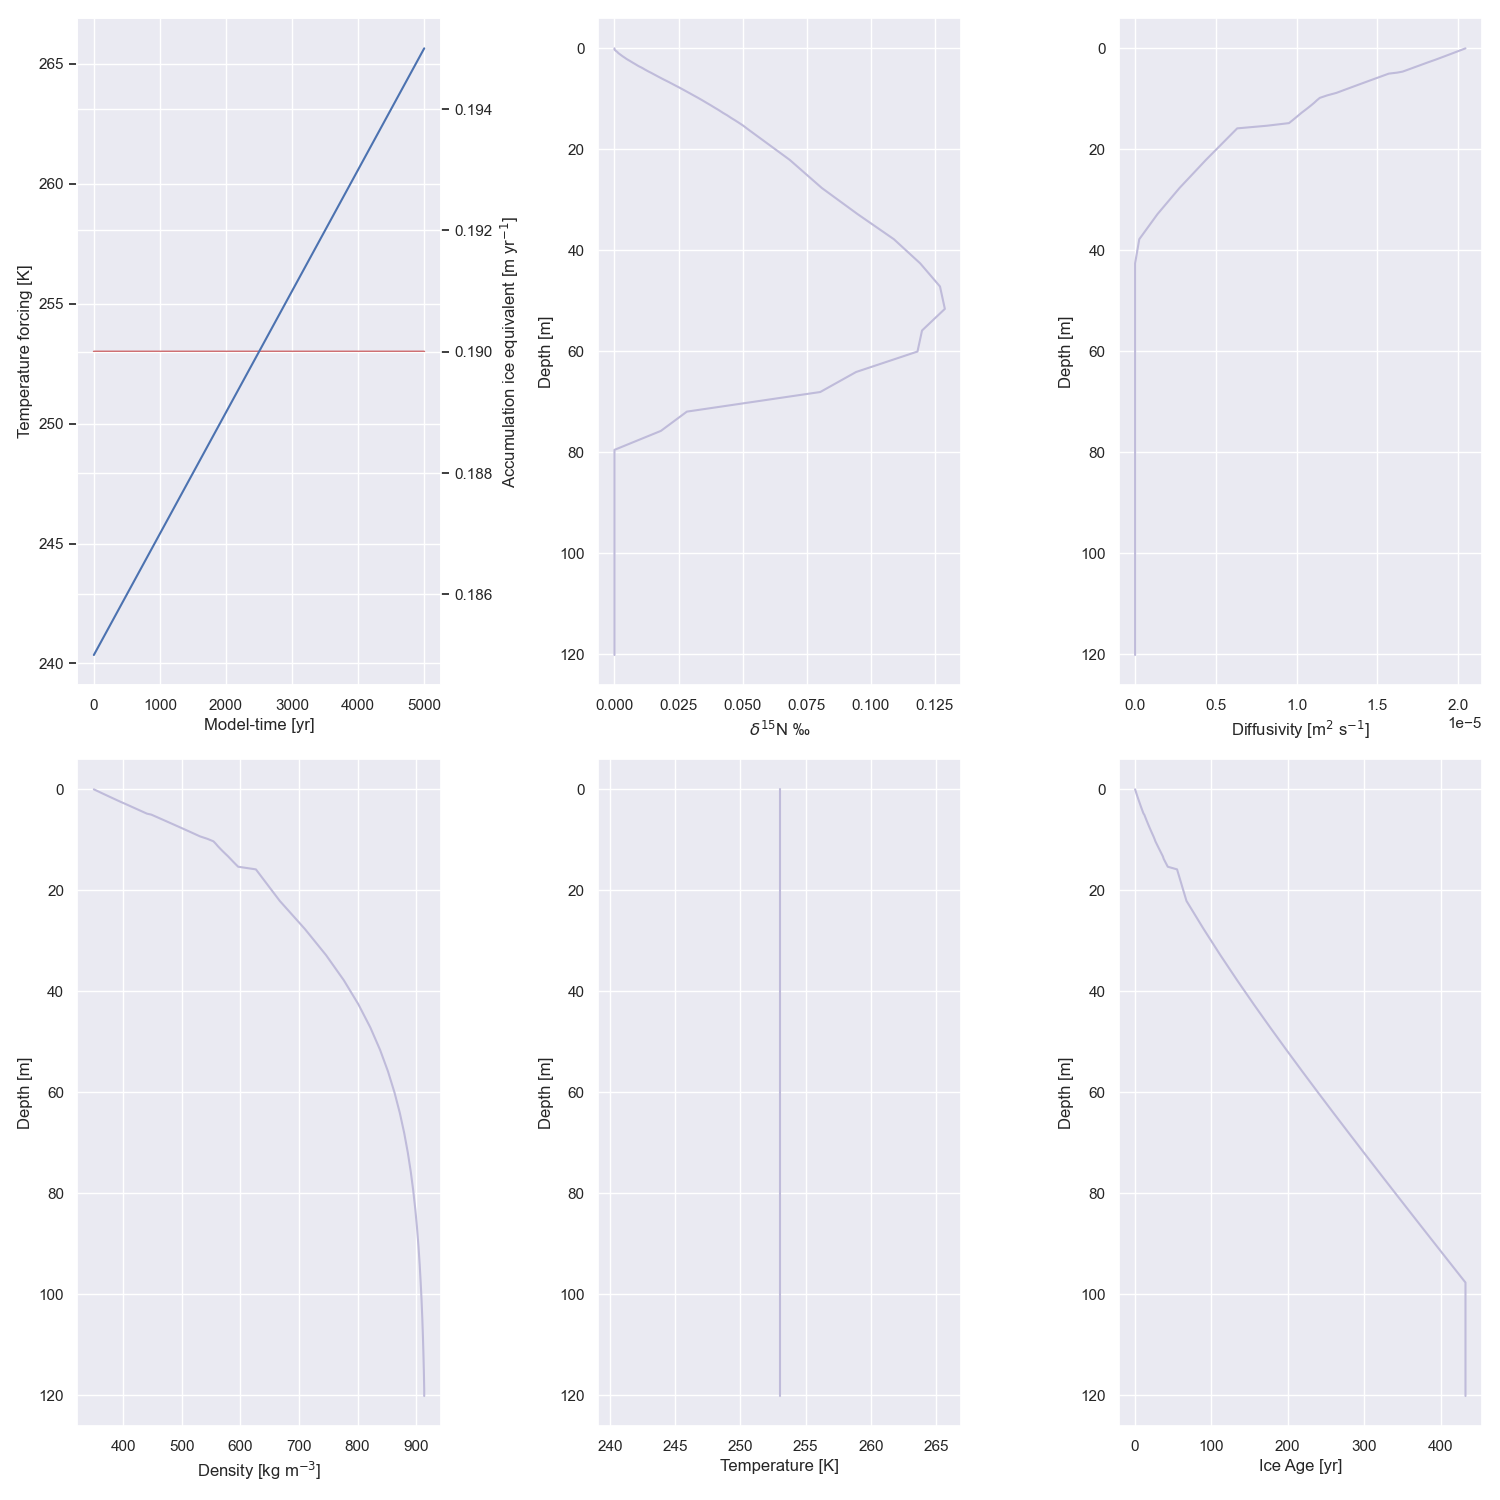 Temperature forcing [K]
265
260
255
250
245
240
0.194
0.192
0.190
0.188
0.186
Accumulation ice equivalent [m yr⁻¹]
0 1000 2000 3000 4000 5000
Model-time [yr]
Depth [m]
0
20
40
60
80
100
120
0.000 0.025 0.050 0.075 0.100 0.125
δ¹⁵N ‰
Depth [m]
0
20
40
60
80
100
120
0.0 0.5 1.0 1.5 2.0
1e−5
Diffusivity [m² s⁻¹]
Depth [m]
0
20
40
60
80
100
120
400 500 600 700 800 900
Density [kg m⁻³]
Depth [m]
0
20
40
60
80
100
120
240 245 250 255 260 265
Temperature [K]
Depth [m]
0
20
40
60
80
100
120
0 100 200 300 400
Ice Age [yr]